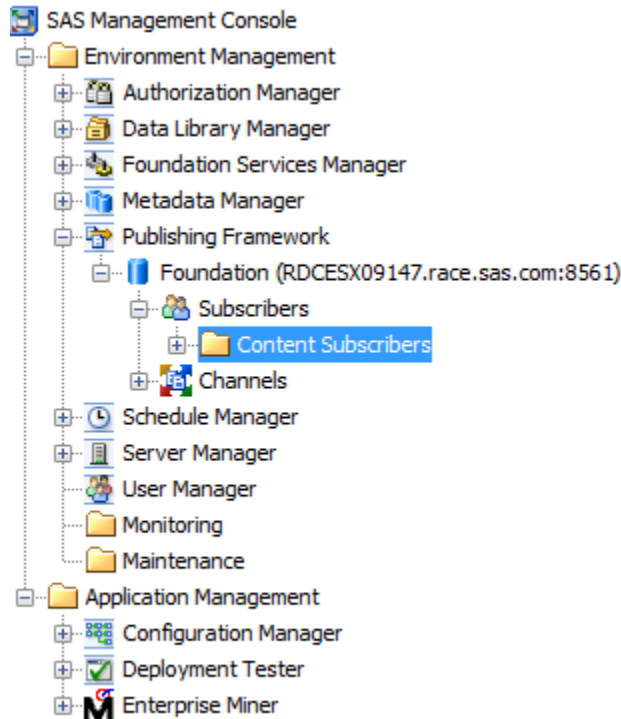 SAS Management Console
Environment Management
Authorization Manager
Data Library Manager
Foundation Services Manager
Metadata Manager
Publishing Framework
Foundation (RDCESX09147.race.sas.com:8561)
Subscribers
Content Subscribers
Channels
Schedule Manager
Server Manager
User Manager
Monitoring
Maintenance
Application Management
Configuration Manager
Deployment Tester
Enterprise Miner